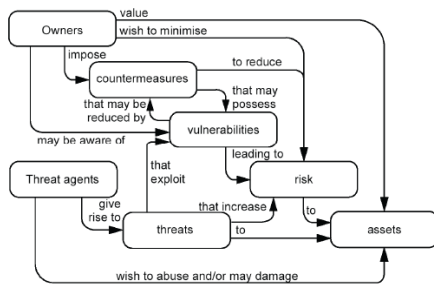 value
Owners
wish to minimise
impose
countermeasures
to reduce
that may be
reduced by
that may
possess
vulnerabilities
may be aware of
leading to
that
exploit
Threat agents
risk
give
rise to
that increase
to
threats
to
assets
wish to abuse and/or may damage